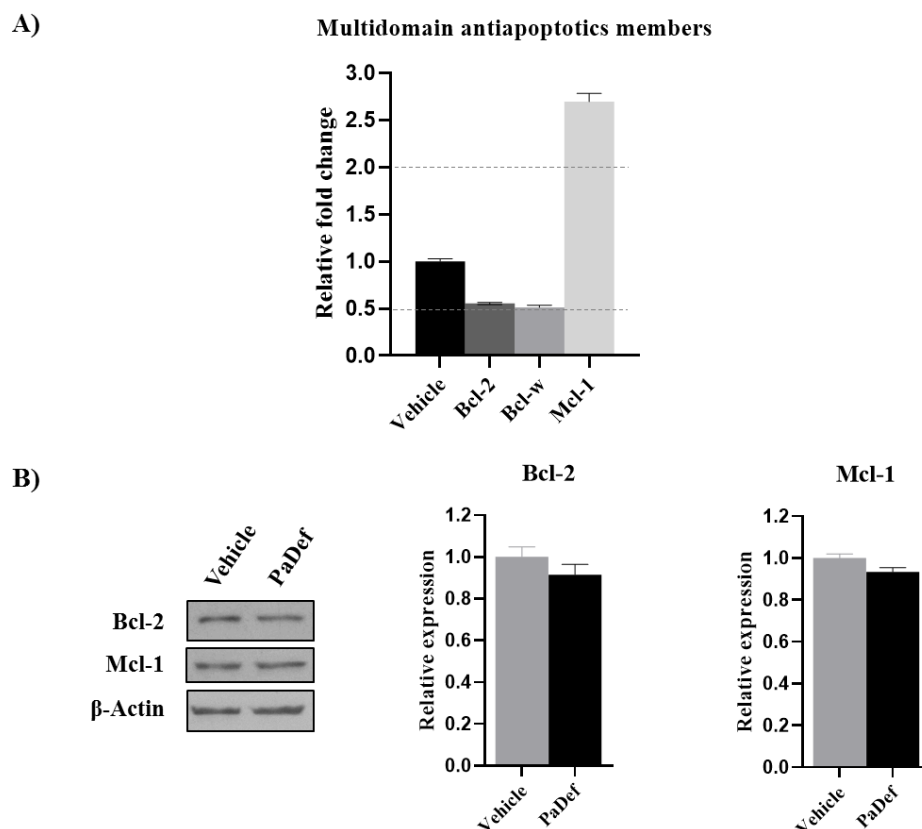 A)
Multidomain antiapoptotics members
Relative fold change
3.0
2.5
2.0
1.5
1.0
0.5
0.0
Vehicle
Bcl-2
Bcl-w
Mcl-1
B)
Vehicle
PaDef
Bcl-2
Mcl-1
β-Actin
Bcl-2
Relative expression
1.2
1.0
0.8
0.6
0.4
0.2
0.0
Vehicle
PaDef
Mcl-1
Relative expression
1.2
1.0
0.8
0.6
0.4
0.2
0.0
Vehicle
PaDef